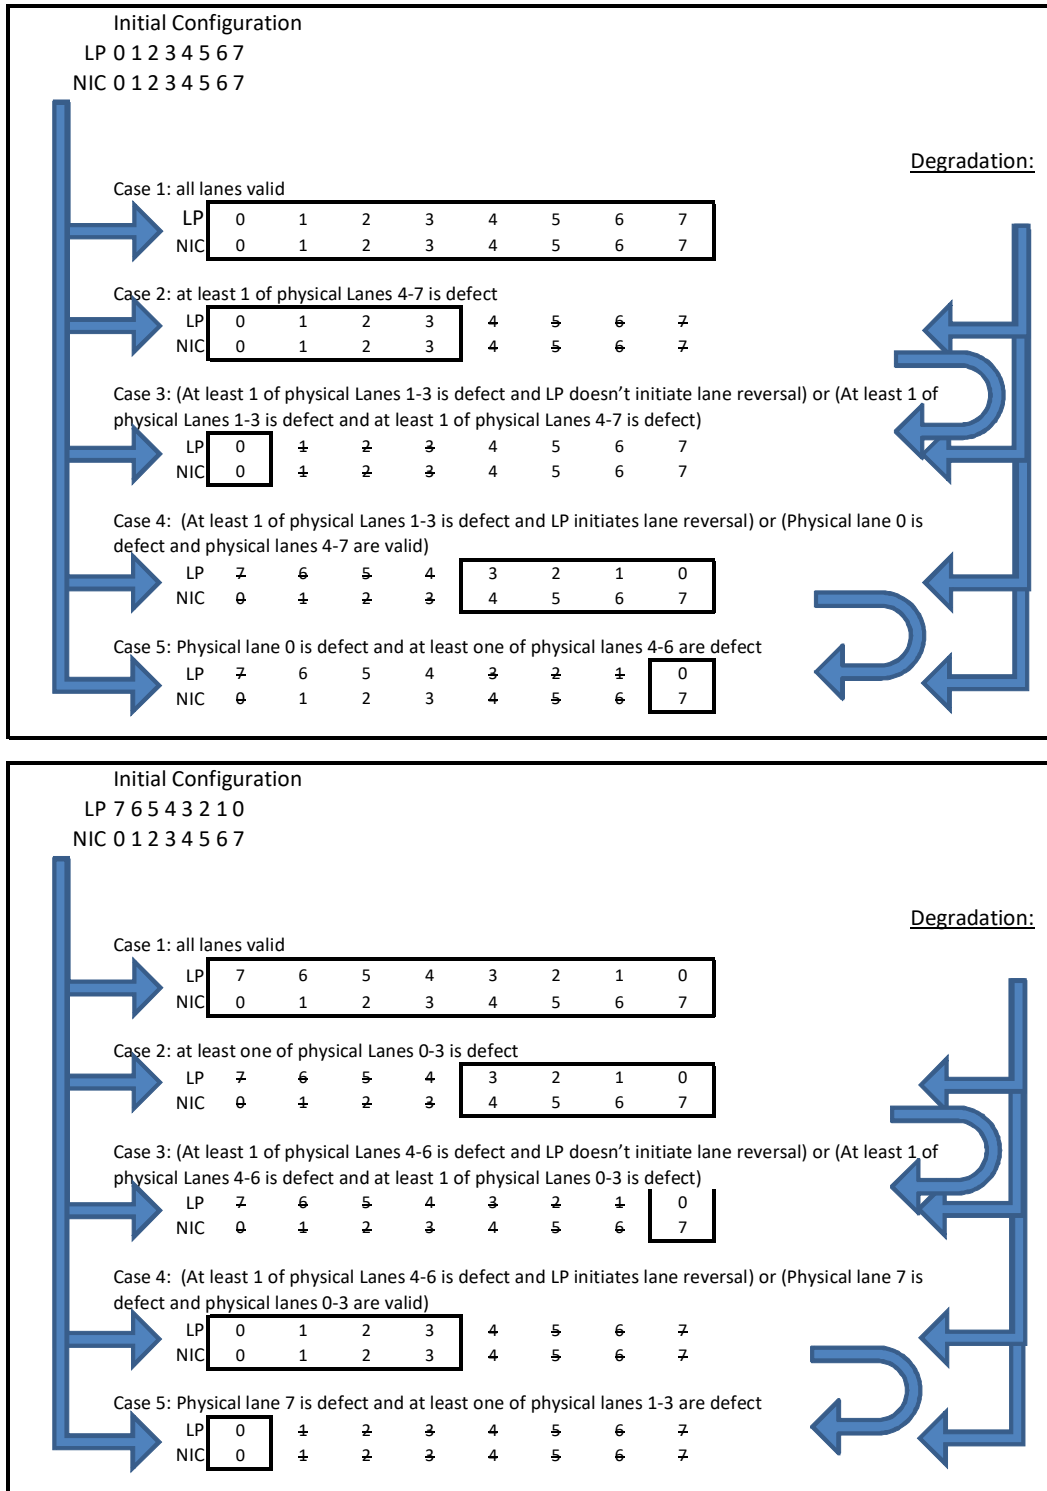 Initial Configuration
LP 0 1 2 3 4 5 6 7
NIC 0 1 2 3 4 5 6 7
Degradation:
Case 1: all lanes valid
LP 0 1 2 3 4 5 6 7
NIC 0 1 2 3 4 5 6 7
Case 2: at least 1 of physical Lanes 4-7 is defect
LP 0 1 2 3 4 5 6 7
NIC 0 1 2 3 4 5 6 7
Case 3: (At least 1 of physical Lanes 1-3 is defect and LP doesn't initiate lane reversal) or (At least 1 of
physical Lanes 1-3 is defect and at least 1 of physical Lanes 4-7 is defect)
LP 0 1 2 3 4 5 6 7
NIC 0 1 2 3 4 5 6 7
Case 4: (At least 1 of physical Lanes 1-3 is defect and LP initiates lane reversal) or (Physical lane 0 is
defect and physical lanes 4-7 are valid)
LP 7 6 5 4 3 2 1 0
NIC 0 1 2 3 4 5 6 7
Case 5: Physical lane 0 is defect and at least one of physical lanes 4-6 are defect
LP 7 6 5 4 3 2 1 0
NIC 0 1 2 3 4 5 6 7
Initial Configuration
LP 7 6 5 4 3 2 1 0
NIC 0 1 2 3 4 5 6 7
Degradation:
Case 1: all lanes valid
LP 7 6 5 4 3 2 1 0
NIC 0 1 2 3 4 5 6 7
Case 2: at least one of physical Lanes 0-3 is defect
LP 7 6 5 4 3 2 1 0
NIC 0 1 2 3 4 5 6 7
Case 3: (At least 1 of physical Lanes 4-6 is defect and LP doesn't initiate lane reversal) or (At least 1 of
physical Lanes 4-6 is defect and at least 1 of physical Lanes 0-3 is defect)
LP 7 6 5 4 3 2 1 0
NIC 0 1 2 3 4 5 6 7
Case 4: (At least 1 of physical Lanes 4-6 is defect and LP initiates lane reversal) or (Physical lane 7 is
defect and physical lanes 0-3 are valid)
LP 0 1 2 3 4 5 6 7
NIC 0 1 2 3 4 5 6 7
Case 5: Physical lane 7 is defect and at least one of physical lanes 1-3 are defect
LP 0 1 2 3 4 5 6 7
NIC 0 1 2 3 4 5 6 7